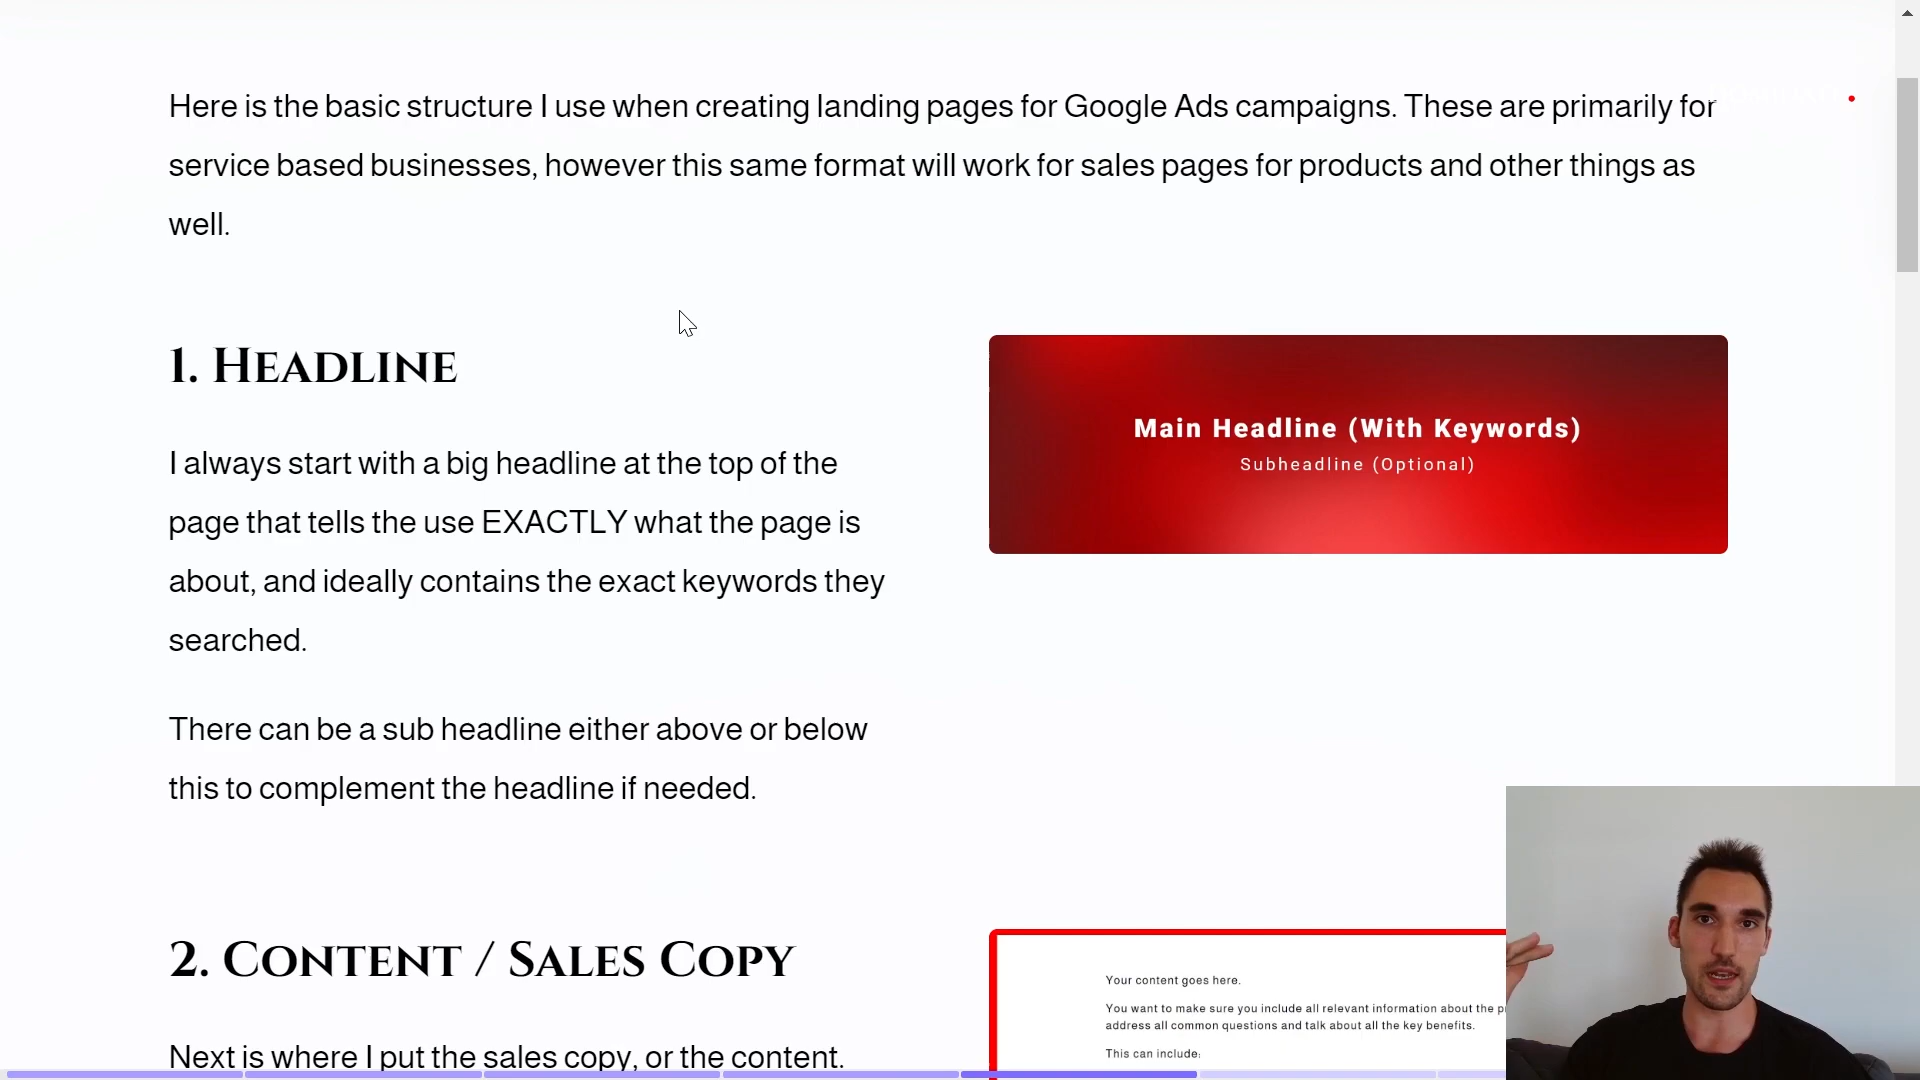 Here is the basic structure I use when creating landing pages for Google Ads campaigns. These are primarily for
service based businesses, however this same format will work for sales pages for products and other things as
well.
1. Headline
I always start with a big headline at the top of the
page that tells the use EXACTLY what the page is
about, and ideally contains the exact keywords they
searched.
There can be a sub headline either above or below
this to complement the headline if needed.
Main Headline (With Keywords)
Subheadline (Optional)
2. Content / Sales Copy
Next is where I put the sales copy, or the content.
Your content goes here.
You want to make sure you include all relevant information about the
address all common questions and talk about all the key benefits.
This can include: